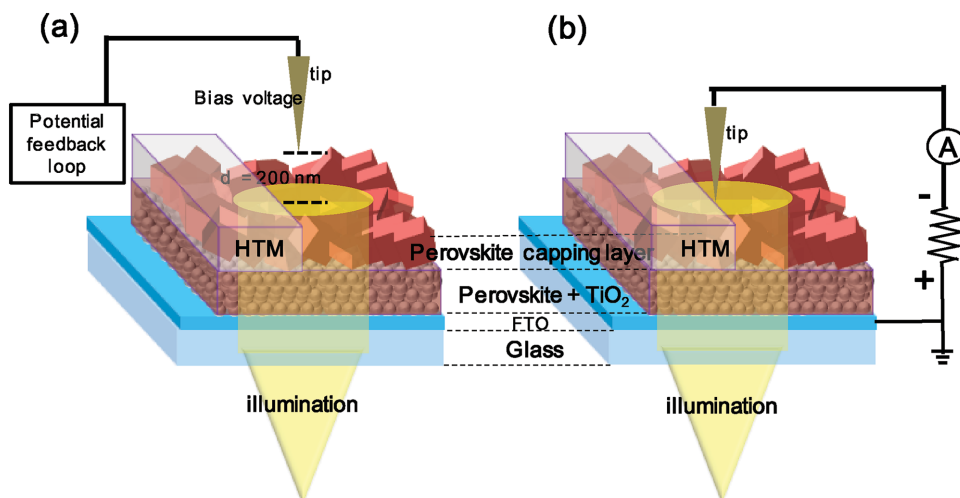 (a)
tip
Bias voltage
Potential
feedback
loop
d = 200 nm
HTM
illumination
Perovskite capping layer
Perovskite + TiO2
FTO
Glass
(b)
tip
A
-
+
HTM
illumination